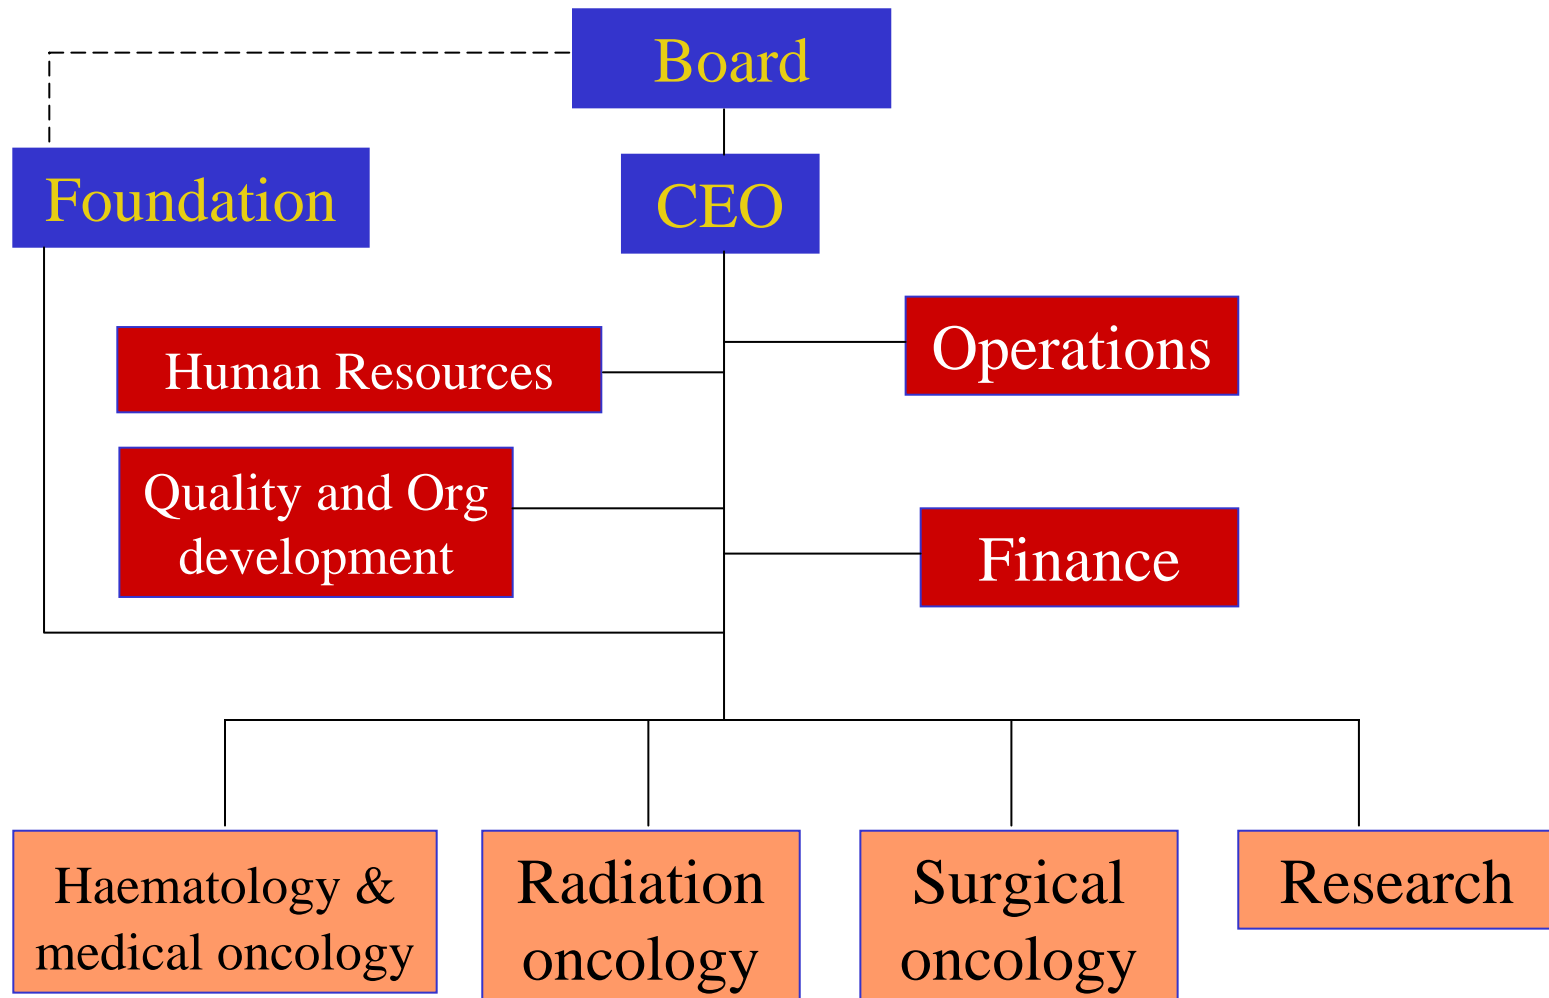 Board
Foundation
CEO
Operations
Human Resources
Quality and Org
development
Finance
Haematology &
medical oncology
Radiation
oncology
Surgical
oncology
Research